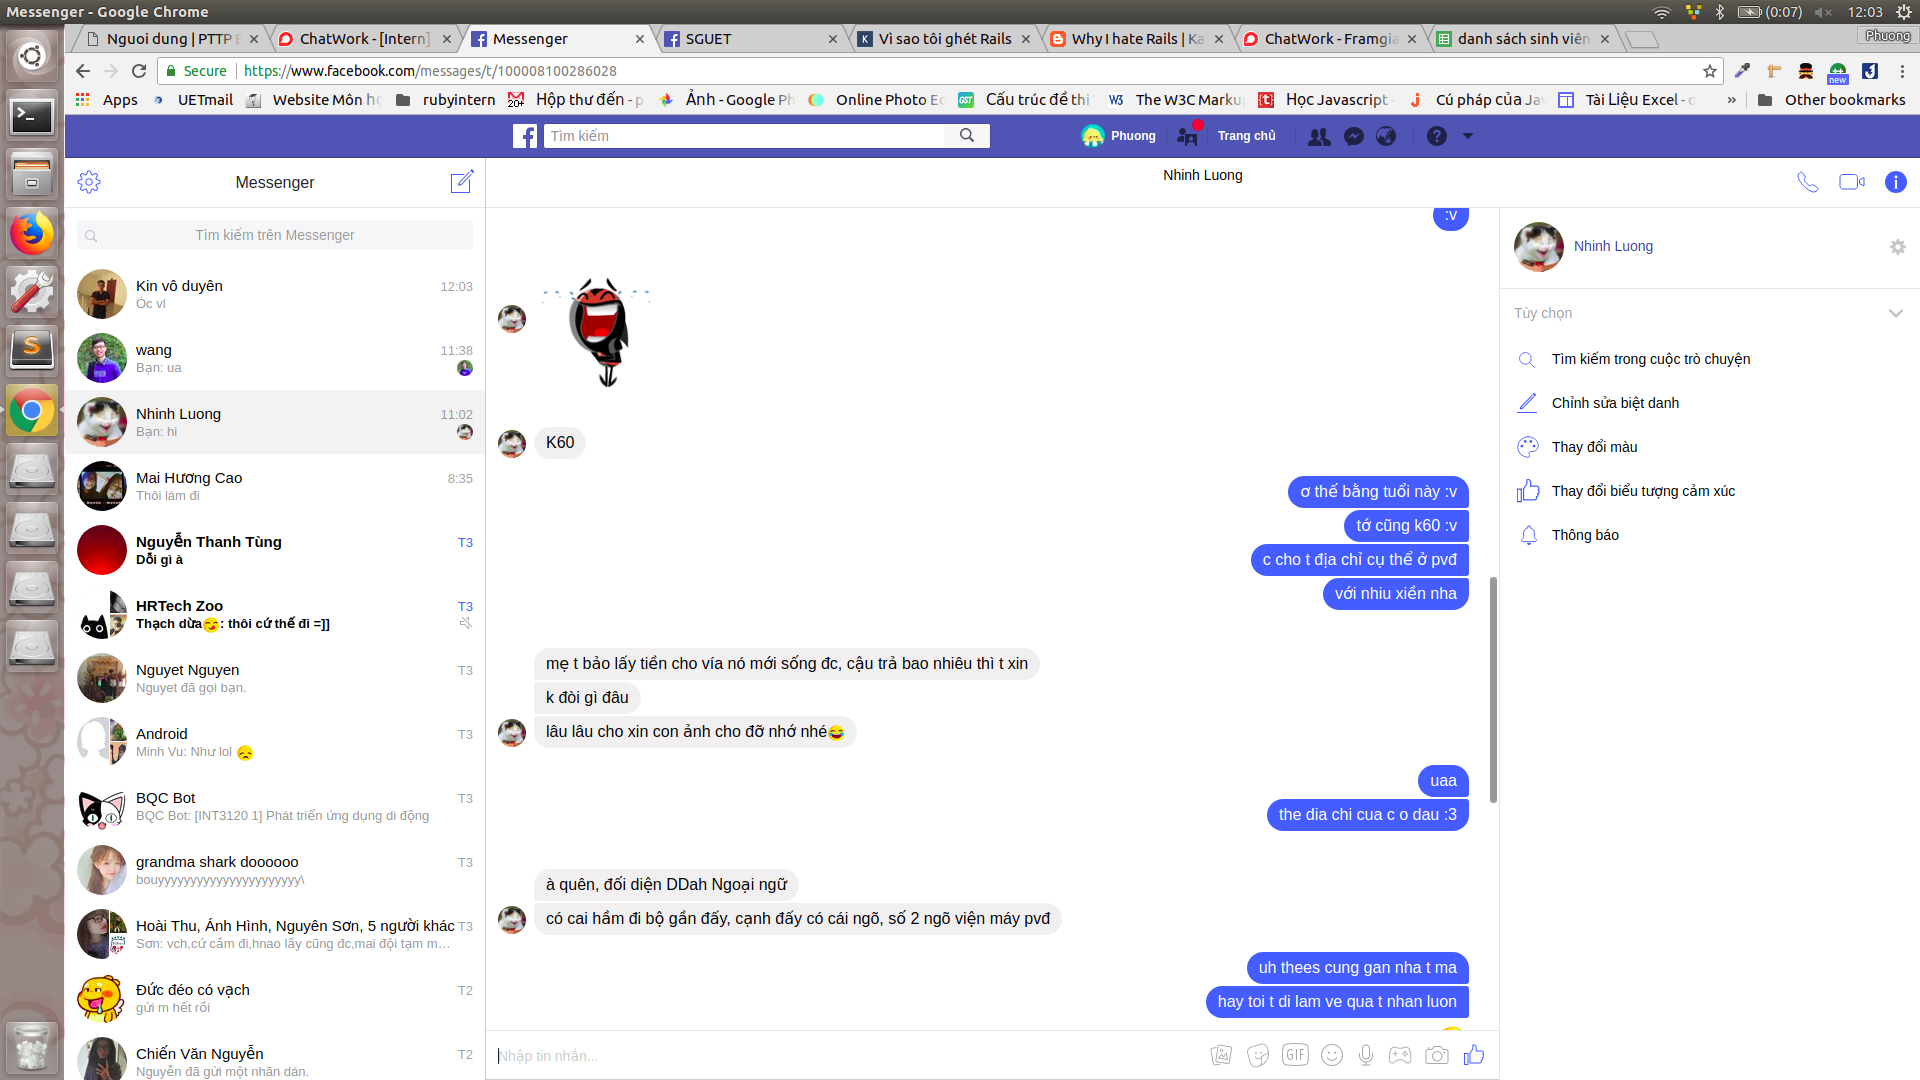 Messenger - Google Chrome
(0:07)
12:03
Nguoi dung | PTTP
ChatWork - [Intern]
Messenger
SGUET
Vì sao tôi ghét Rails
Why I hate Rails | Ka
ChatWork - Framgia
danh sách sinh viên
Phuong
Secure
https://www.facebook.com/messages/t/100008100286028
new
Apps
UETmail
Website Môn họ
rubyintern
20+
Hộp thư đến - p
Ảnh - Google Ph
Online Photo Ed
GST
Cấu trúc đề thi
W3
The W3C Marku
Học Javascript -
Cú pháp của Ja
Tài Liệu Excel - d
»
Other bookmarks
Tìm kiếm
Phuong
Trang chủ
Messenger
Nhinh Luong
Tìm kiếm trên Messenger
Kin vô duyên
12:03
Óc vl
wang
11:38
Bạn: ua
Nhinh Luong
11:02
Bạn: hi
Mai Hương Cao
8:35
Thôi làm đi
Nguyễn Thanh Tùng
T3
Dỗi gì à
HRTech Zoo
T3
Thạch dừa😋: thôi cứ thế đi =]]
Nguyet Nguyen
T3
Nguyet đã gọi bạn.
Android
T3
Minh Vu: Như lol 😞
BQC Bot
T3
BQC Bot: [INT3120 1] Phát triển ứng dụng di động
grandma shark doooooo
T3
bouyyyyyyyyyyyyyyyyyyyyyy\
Hoài Thu, Ánh Hình, Nguyên Sơn, 5 người khác
T3
Sơn: vch,cứ cầm đi,hnao lấy cũng đc,mai đội tạm m…
Đức đéo có vạch
T2
gửi m hết rồi
Chiến Văn Nguyễn
T2
Nguyễn đã gửi một nhãn dán.
:v
K60
ơ thế bằng tuổi này :v
tớ cũng k60 :v
c cho t địa chỉ cụ thể ở pvđ
với nhiu xiền nha
mẹ t bảo lấy tiền cho vía nó mới sống đc, cậu trả bao nhiêu thì t xin
k đòi gì đâu
lâu lâu cho xin con ảnh cho đỡ nhớ nhé😂
uaa
the dia chi cua c o dau :3
à quên, đối diện DDah Ngoại ngữ
có cai hầm đi bộ gần đấy, cạnh đấy có cái ngõ, số 2 ngõ viện máy pvđ
uh thees cung gan nha t ma
hay toi t di lam ve qua t nhan luon
Nhập tin nhắn...
GIF
Nhinh Luong
Tùy chọn
Tìm kiếm trong cuộc trò chuyện
Chỉnh sửa biệt danh
Thay đổi màu
Thay đổi biểu tượng cảm xúc
Thông báo